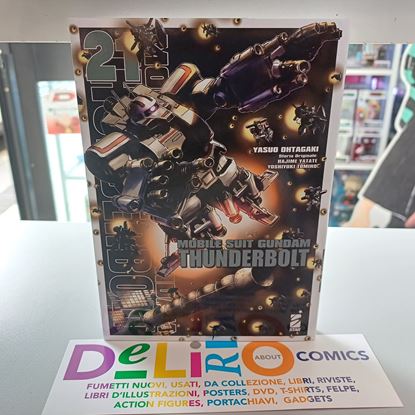 21
YASUO OHTAGAKI
Storia Originale
HAJIME YATATE
YOSHIYUKI TOMINO
MOBILE SUIT GUNDAM
THUNDERBOLT
DeLiRIO ABOUT COMICS
FUMETTI NUOVI, USATI, DA COLLEZIONE, LIBRI, RIVISTE,
LIBRI D'ILLUSTRAZIONI, POSTERS, DVD, T-SHIRTS, FELPE,
ACTION FIGURES, PORTACHIAVI, GADGETS